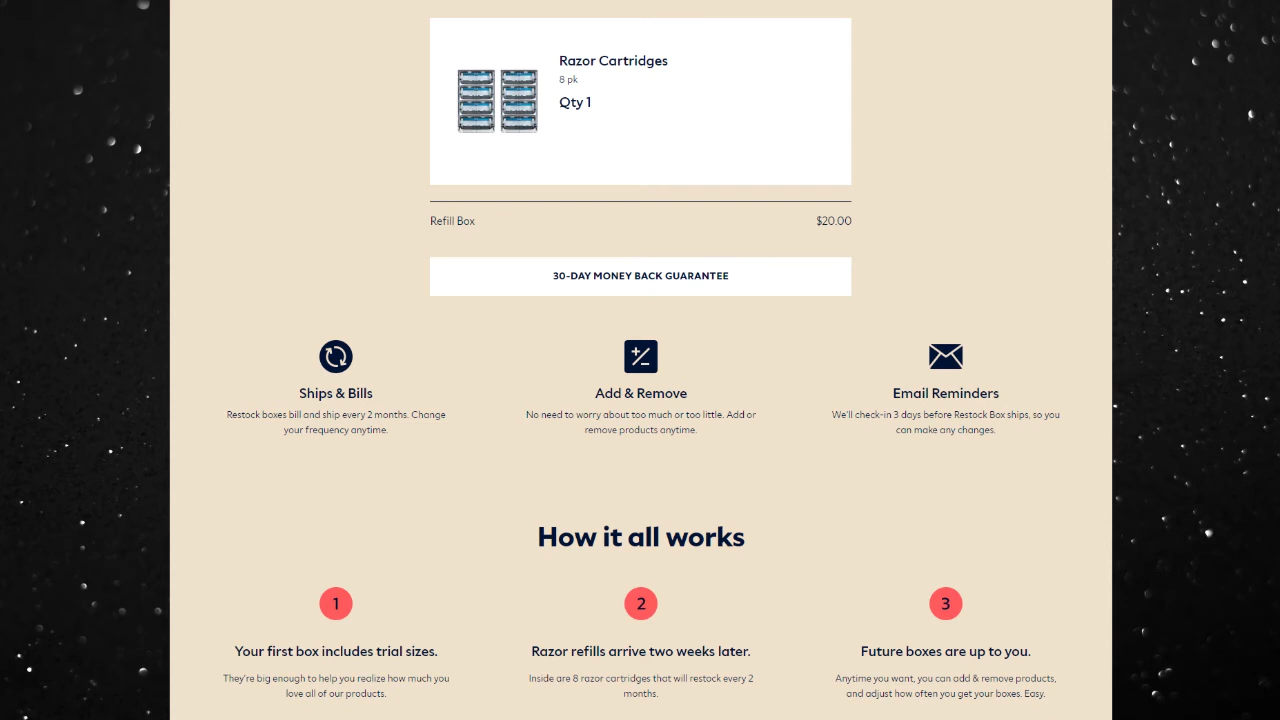 Razor Cartridges
8 pk
Qty 1
Refill Box $20.00
30-DAY MONEY BACK GUARANTEE
Ships & Bills
Restock boxes bill and ship every 2 months. Change
your frequency anytime.
Add & Remove
No need to worry about too much or too little. Add or
remove products anytime.
Email Reminders
We'll check-in 3 days before Restock Box ships, so you
can make any changes.
How it all works
1
Your first box includes trial sizes.
They're big enough to help you realize how much you
love all of our products.
2
Razor refills arrive two weeks later.
Inside are 8 razor cartridges that will restock every 2
months.
3
Future boxes are up to you.
Anytime you want, you can add & remove products,
and adjust how often you get your boxes. Easy.